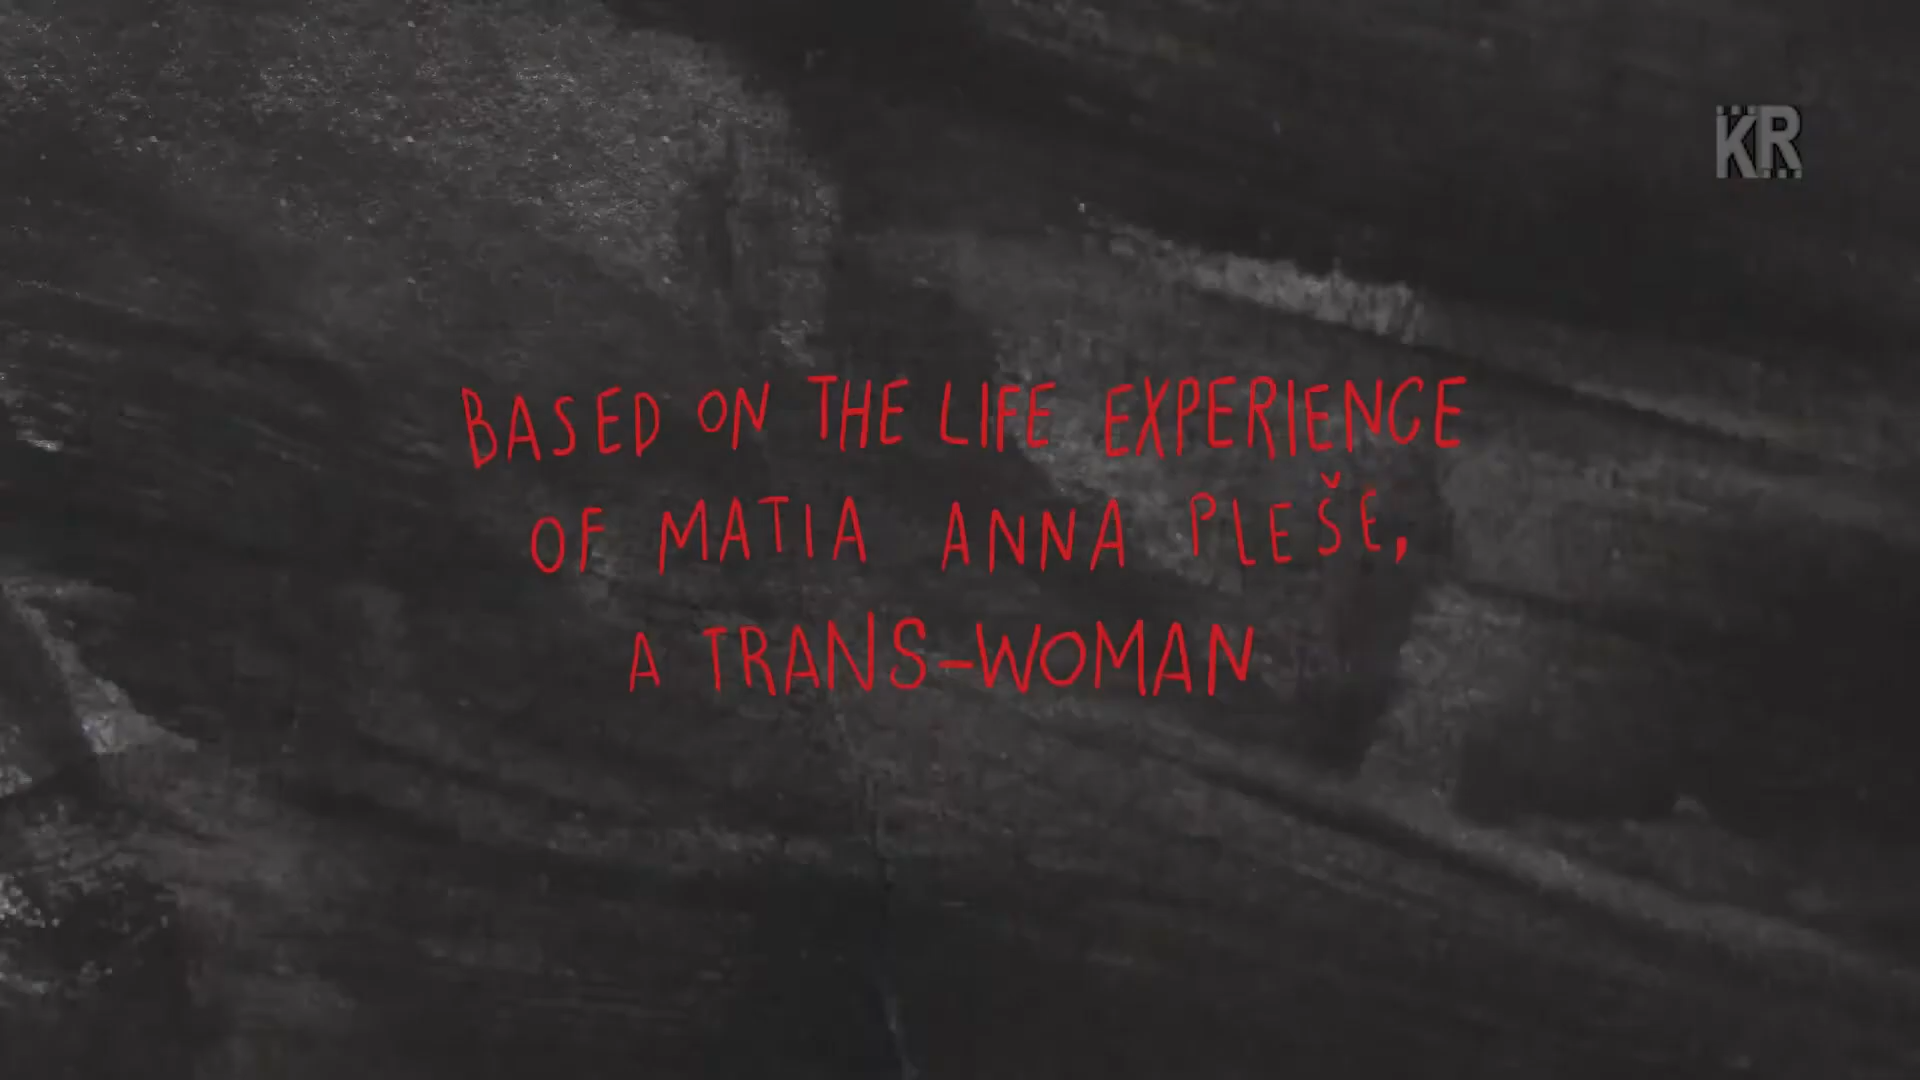 KR
BASED ON THE LIFE EXPERIENCE
OF MATIA ANNA PLEŠE,
A TRANS-WOMAN